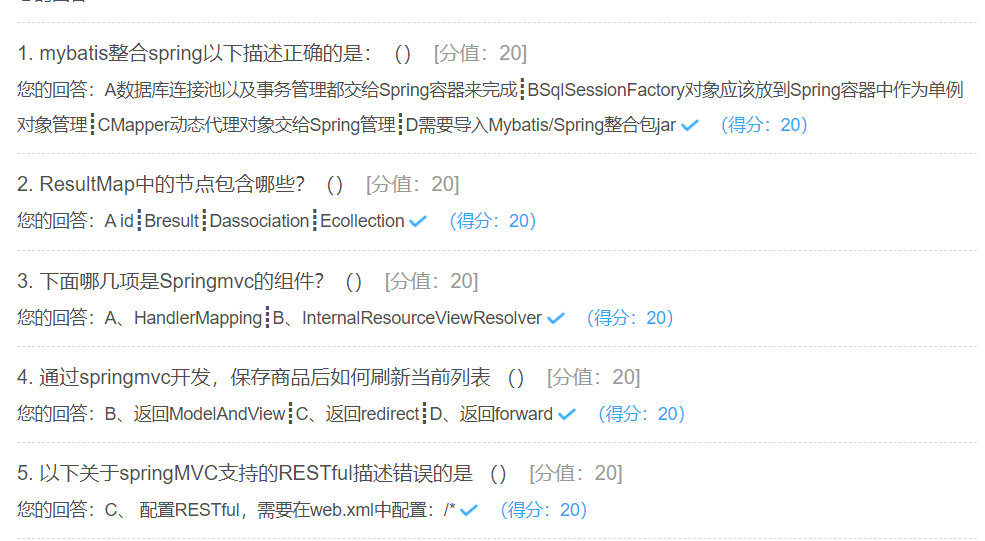 1. mybatis整合spring以下描述正确的是：（） [分值：20]
您的回答：A数据库连接池以及事务管理都交给Spring容器来完成┋BSqlSessionFactory对象应该放到Spring容器中作为单例
对象管理┋CMapper动态代理对象交给Spring管理┋D需要导入Mybatis/Spring整合包jar （得分：20）
2. ResultMap中的节点包含哪些？（） [分值：20]
您的回答：A id┋Bresult┋Dassociation┋Ecollection （得分：20）
3. 下面哪几项是Springmvc的组件？（） [分值：20]
您的回答：A、HandlerMapping┋B、InternalResourceViewResolver （得分：20）
4. 通过springmvc开发，保存商品后如何刷新当前列表 （） [分值：20]
您的回答：B、返回ModelAndView┋C、返回redirect┋D、返回forward （得分：20）
5. 以下关于springMVC支持的RESTful描述错误的是 （） [分值：20]
您的回答：C、 配置RESTful，需要在web.xml中配置：/* （得分：20）